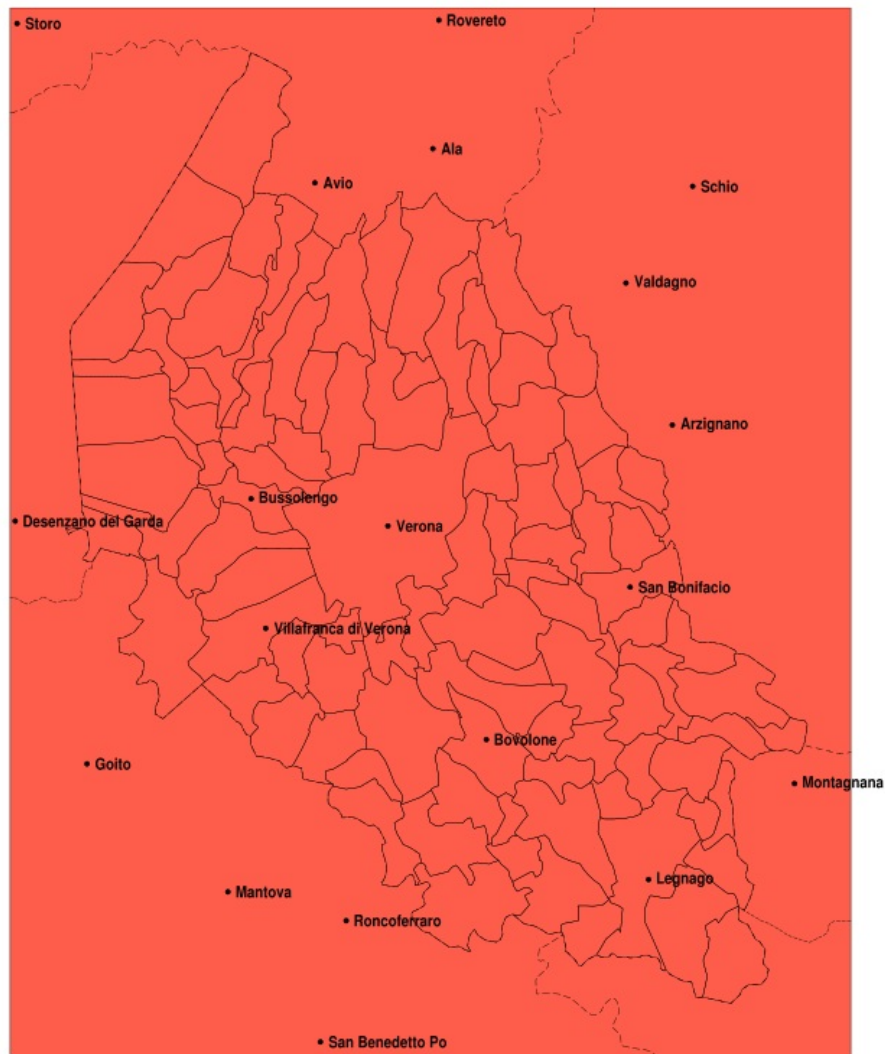 Storo
Rovereto
Ala
Avio
Schio
Valdagno
Arzignano
Bussolengo
Desenzano del Garda
Verona
San Bonifacio
Villafranca di Verona
Bovolone
Goito
Montagnana
Legnago
Mantova
Roncoferraro
San Benedetto Po